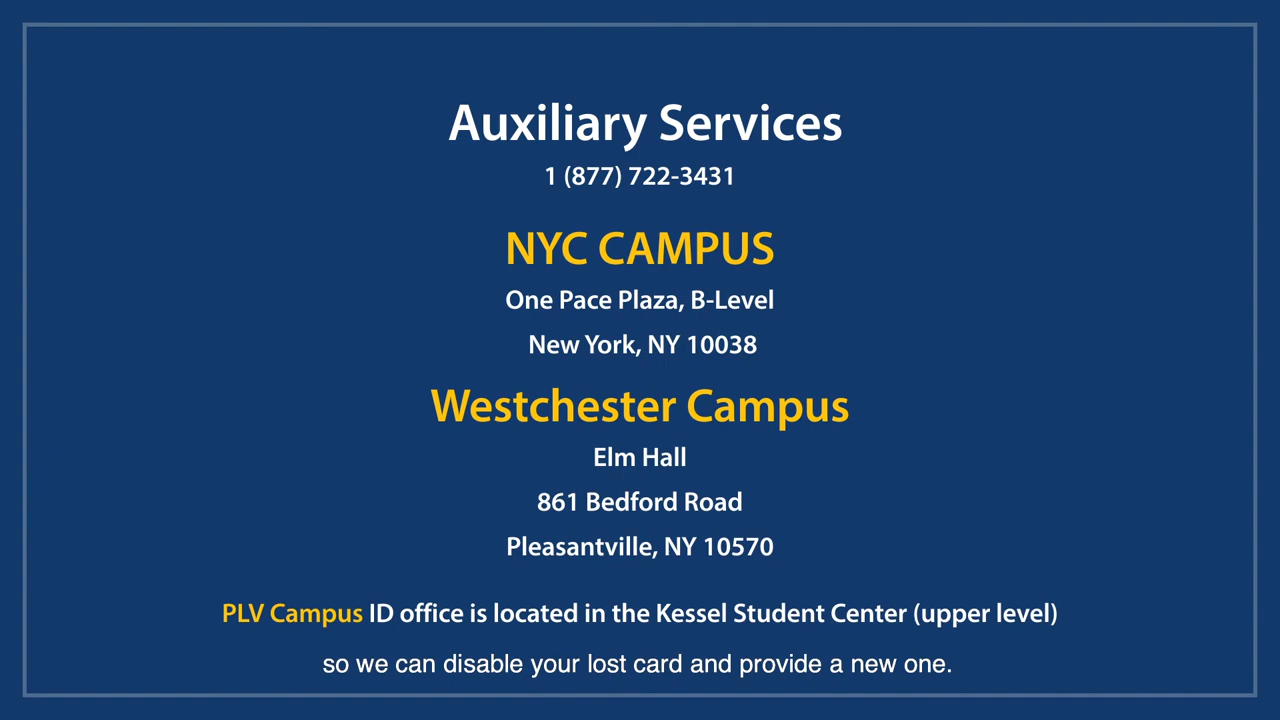 Auxiliary Services
1 (877) 722-3431
NYC CAMPUS
One Pace Plaza, B-Level
New York, NY 10038
Westchester Campus
Elm Hall
861 Bedford Road
Pleasantville, NY 10570
PLV Campus ID office is located in the Kessel Student Center (upper level)
so we can disable your lost card and provide a new one.